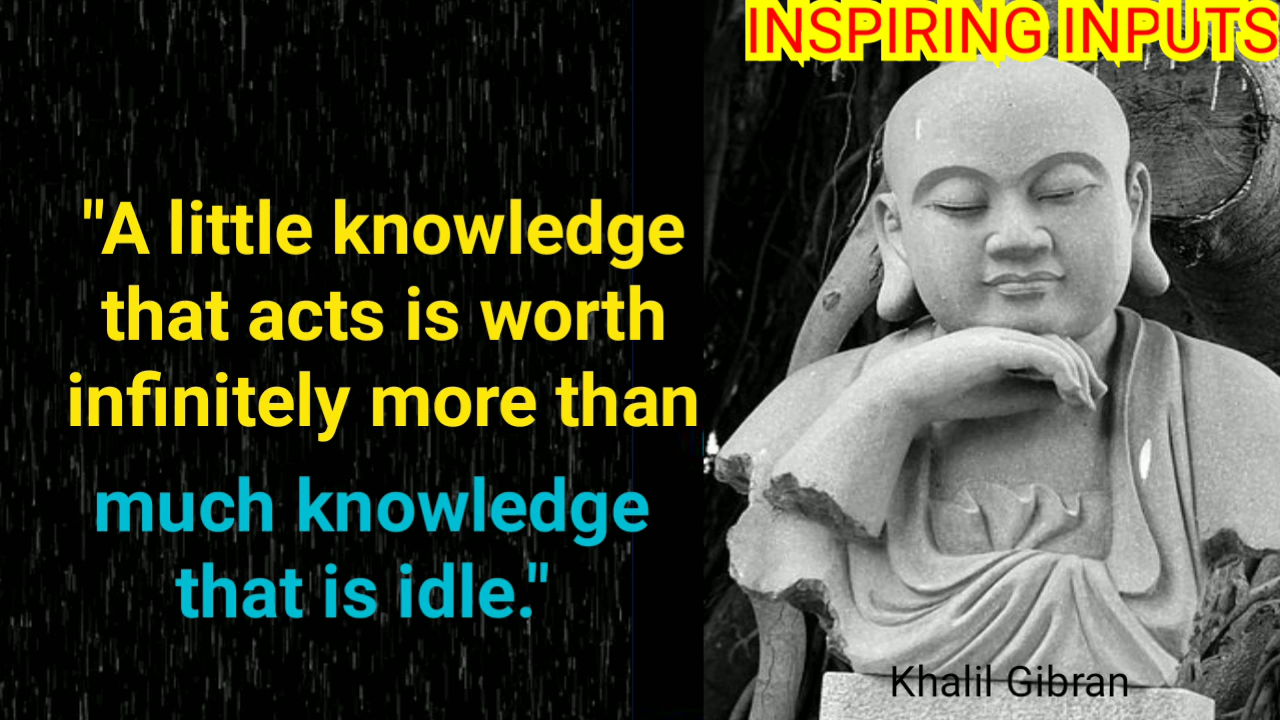 INSPIRING INPUTS
"A little knowledge
that acts is worth
infinitely more than
much knowledge
that is idle."
Khalil Gibran